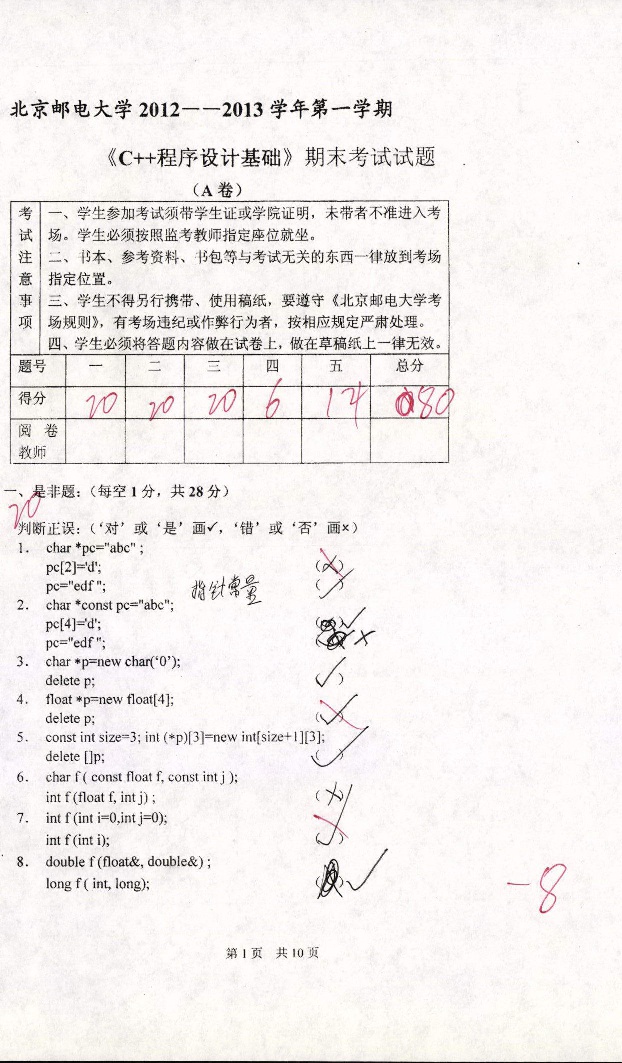 北京邮电大学 2012——2013 学年第一学期
《C++程序设计基础》期末考试试题
（A 卷）
考试注意事项
一、学生参加考试须带学生证或学院证明，未带者不准进入考
场。学生必须按照监考教师指定座位就坐。
二、书本、参考资料、书包等与考试无关的东西一律放到考场
指定位置。
三、学生不得另行携带、使用稿纸，要遵守《北京邮电大学考
场规则》，有考场违纪或作弊行为者，按相应规定严肃处理。
四、学生必须将答题内容做在试卷上，做在草稿纸上一律无效。
题号 一 二 三 四 五 总分
得分 20 20 20 6 14 80
阅 卷
教师
一、是非题：（每空 1 分，共 28 分）
20
判断正误：（‘对’或‘是’画✓，‘错’或‘否’画×）
1. char *pc="abc" ;
pc[2]='d'; (×)
pc="edf "; (✓)
指针常量
2. char *const pc="abc";
pc[4]='d'; ( ) ✓
pc="edf "; ( ) ×
3. char *p=new char(‘0’);
delete p; (✓)
4. float *p=new float[4];
delete p; (✓)
5. const int size=3; int (*p)[3]=new int[size+1][3];
delete []p; (✓)
6. char f ( const float f, const int j );
int f (float f, int j) ; (×)
7. int f (int i=0,int j=0);
int f (int i); (✓)
8. double f (float&, double&) ;
long f ( int, long); ( ) ✓
-8
第 1 页 共 10 页